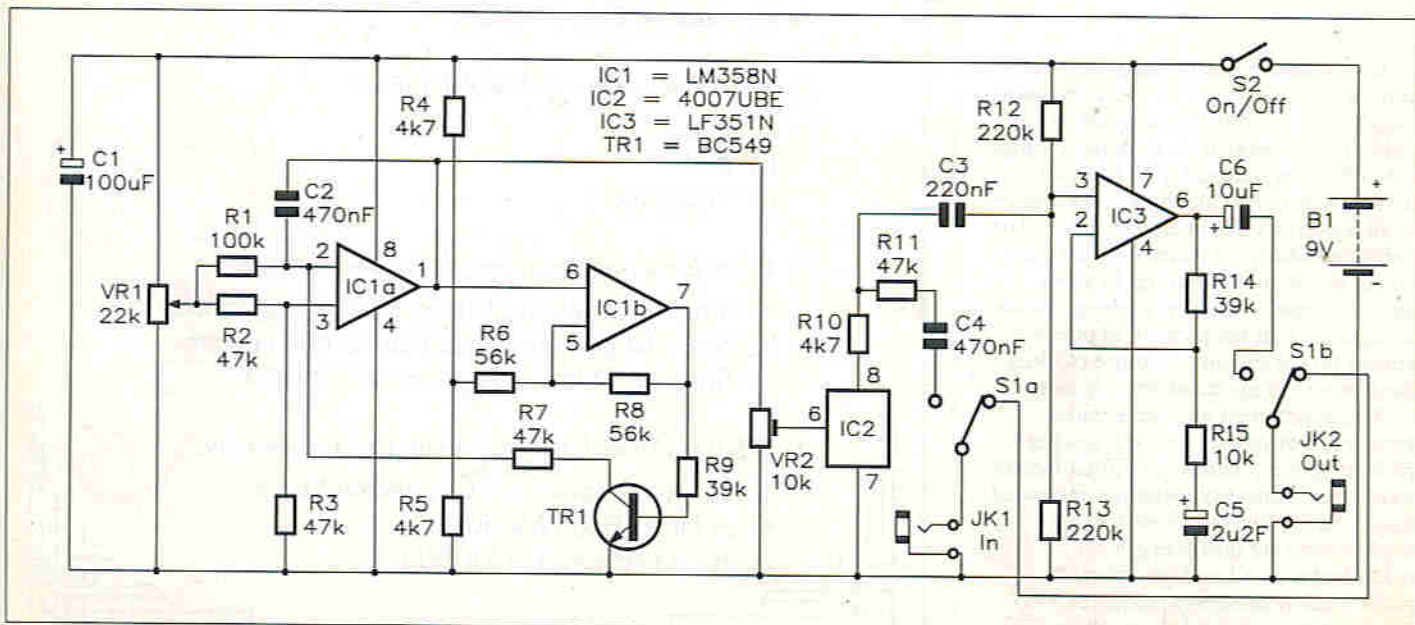 IC1 = LM358N
IC2 = 4007UBE
IC3 = LF351N
TR1 = BC549
S2
On/Off
R4
4k7
R12
220k
+
C1
100uF
C2
470nF
C3
220nF
3
7
6
2
4
IC3
C6
10uF
+
+
B1
9V
-
R1
100k
2
8
1
3
4
IC1a
R11
47k
R14
39k
VR1
22k
R2
47k
6
7
5
IC1b
R10
4k7
C4
470nF
R6
56k
R8
56k
8
6
IC2
7
S1a
S1b
R7
47k
VR2
10k
R15
10k
JK2
Out
R9
39k
R3
47k
R5
4k7
TR1
JK1
In
R13
220k
+
C5
2u2F